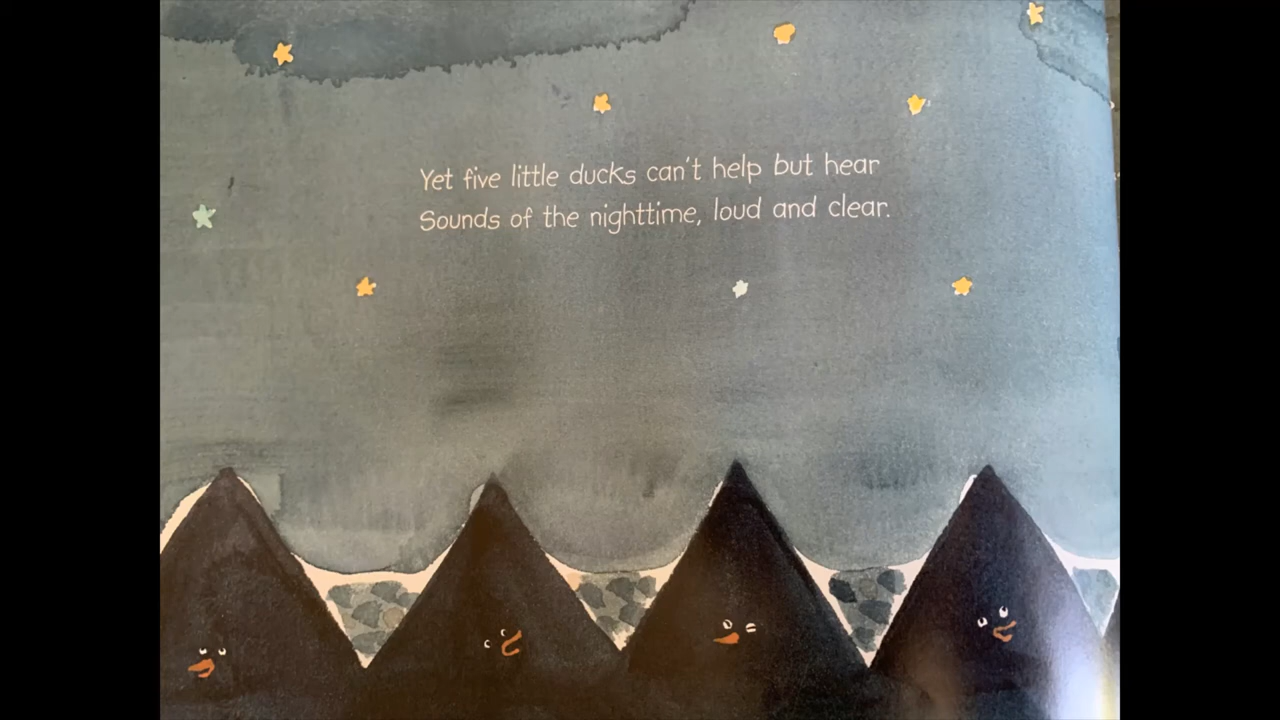 Yet five little ducks can't help but hear
Sounds of the nighttime, loud and clear.